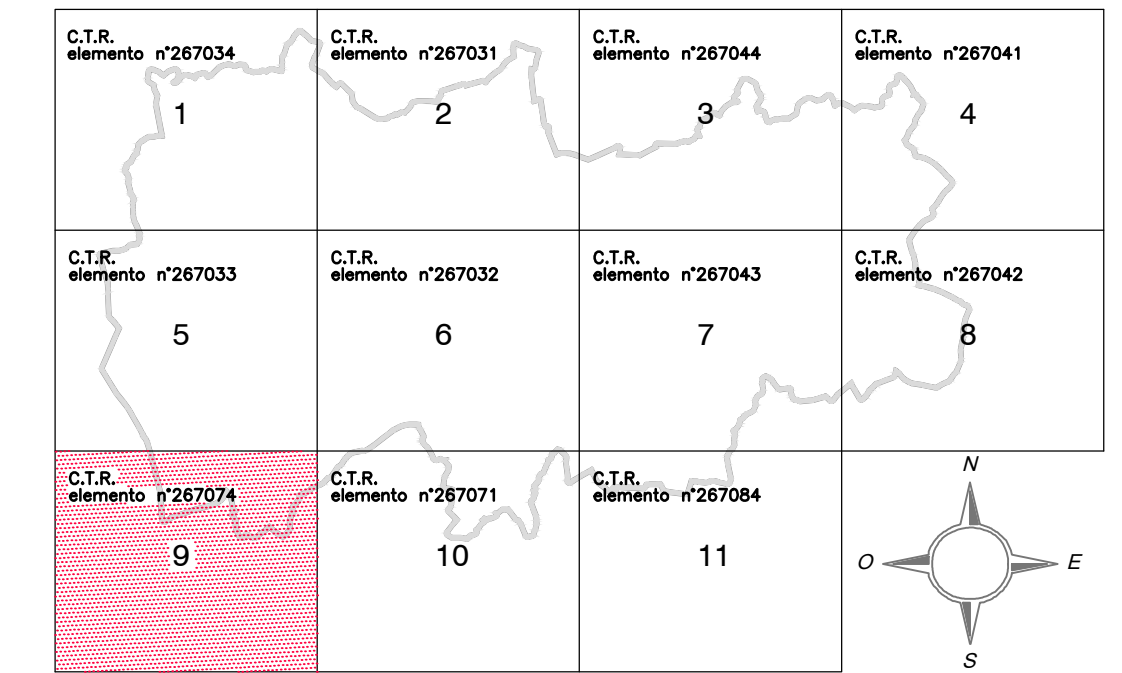 C.T.R.
elemento n°267034
1
C.T.R.
elemento n°267031
2
C.T.R.
elemento n°267044
3
C.T.R.
elemento n°267041
4
C.T.R.
elemento n°267033
5
C.T.R.
elemento n°267032
6
C.T.R.
elemento n°267043
7
C.T.R.
elemento n°267042
8
C.T.R.
elemento n°267074
9
C.T.R.
elemento n°267071
10
C.T.R.
elemento n°267084
11
N
O
E
S